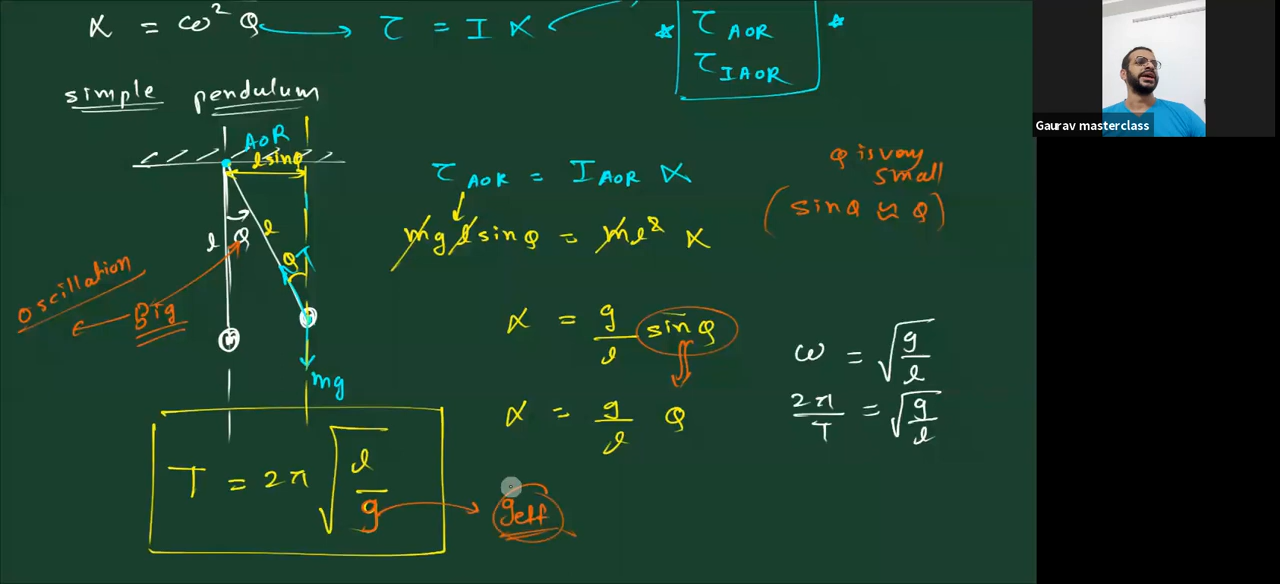 α = ω² θ → τ = I α
τ AOR
τ IAOR
Gaurav masterclass
simple pendulum
AOR
l sinθ
τ AOR = I AOR α
θ is very
small
(sinθ ≈ θ)
mg l sinθ = ml² α
l θ l
θ T
Oscillation
Big
α = g/l sinθ
m
mg
ω = √(g/l)
α = g/l θ
2π/T = √(g/l)
T = 2π √(l/g)
geff